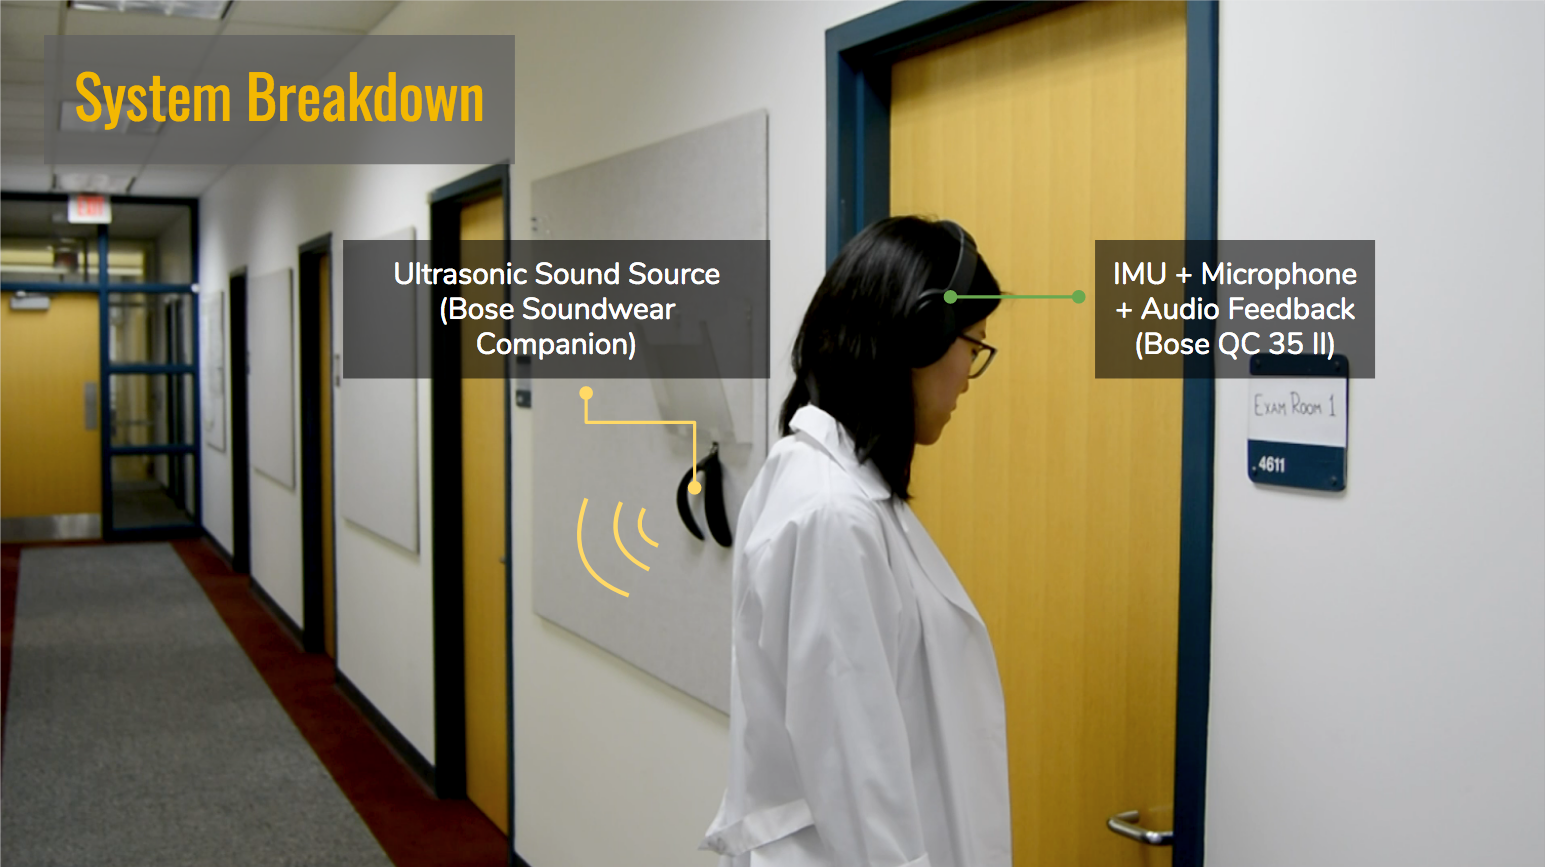 System Breakdown
EXIT
Ultrasonic Sound Source
(Bose Soundwear
Companion)
IMU + Microphone
+ Audio Feedback
(Bose QC 35 II)
EXAM ROOM 1
4611